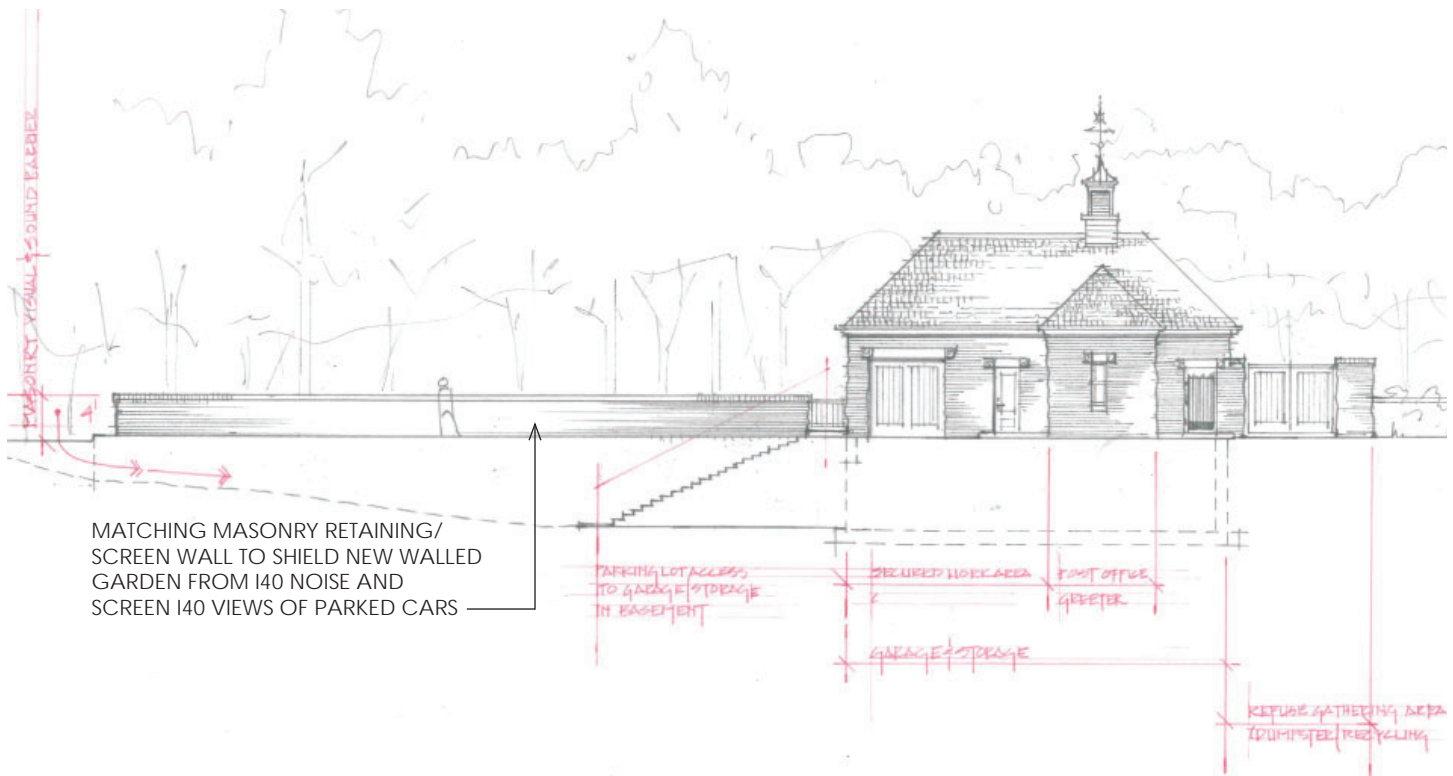 MASONRY VISUAL & SOUND BARRIER
4'
MATCHING MASONRY RETAINING/
SCREEN WALL TO SHIELD NEW WALLED
GARDEN FROM I40 NOISE AND
SCREEN I40 VIEWS OF PARKED CARS
PARKING LOT ACCESS
TO GARAGE/STORAGE
IN BASEMENT
SECURED WORK AREA
POST OFFICE
GREETER
GARAGE & STORAGE
REFUSE GATHERING AREA
DUMPSTER/RECYCLING